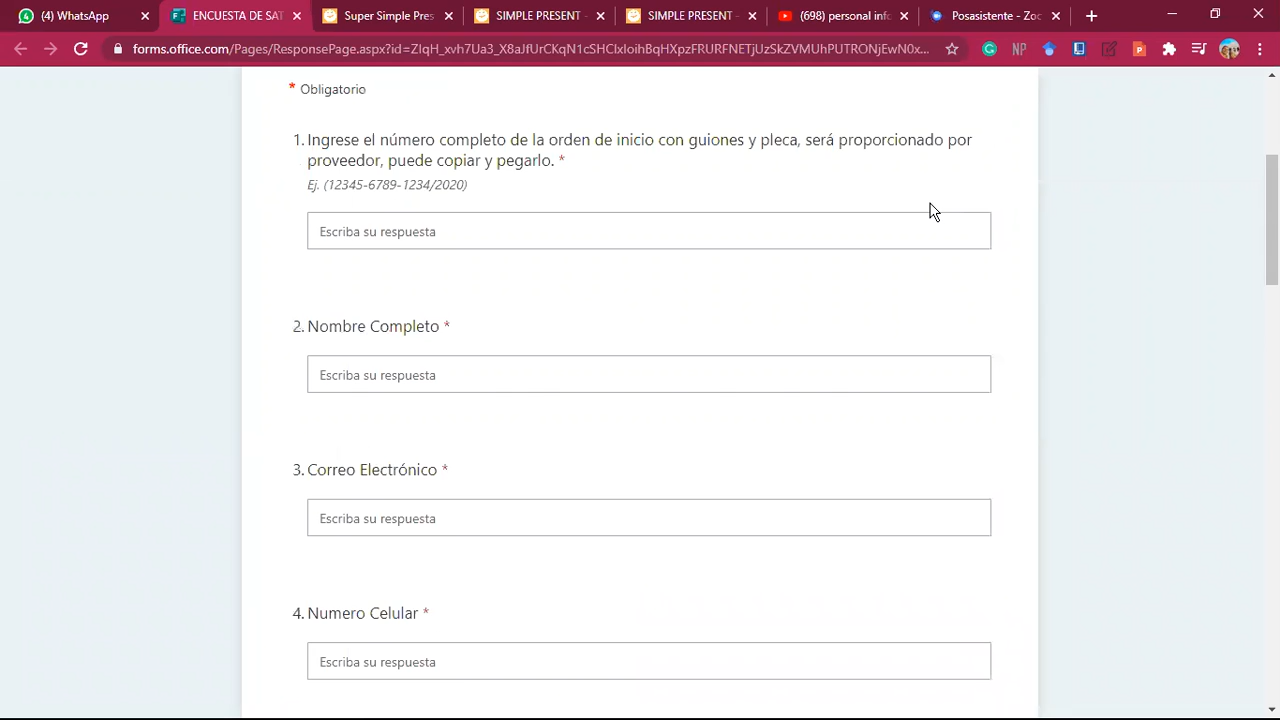 (4) WhatsApp
ENCUESTA DE SAT
Super Simple Pres
SIMPLE PRESENT -
SIMPLE PRESENT -
(698) personal info
Posasistente - Zoo
forms.office.com/Pages/ResponsePage.aspx?id=ZIqH_xvh7Ua3_X8aJfUrCKqN1cSHCIxIoihBqHXpzFRURFNETjUzSkZVMUhPUTRONjEwN0x...
NP
* Obligatorio
1. Ingrese el número completo de la orden de inicio con guiones y pleca, será proporcionado por
proveedor, puede copiar y pegarlo. *
Ej. (12345-6789-1234/2020)
Escriba su respuesta
2. Nombre Completo *
Escriba su respuesta
3. Correo Electrónico *
Escriba su respuesta
4. Numero Celular *
Escriba su respuesta